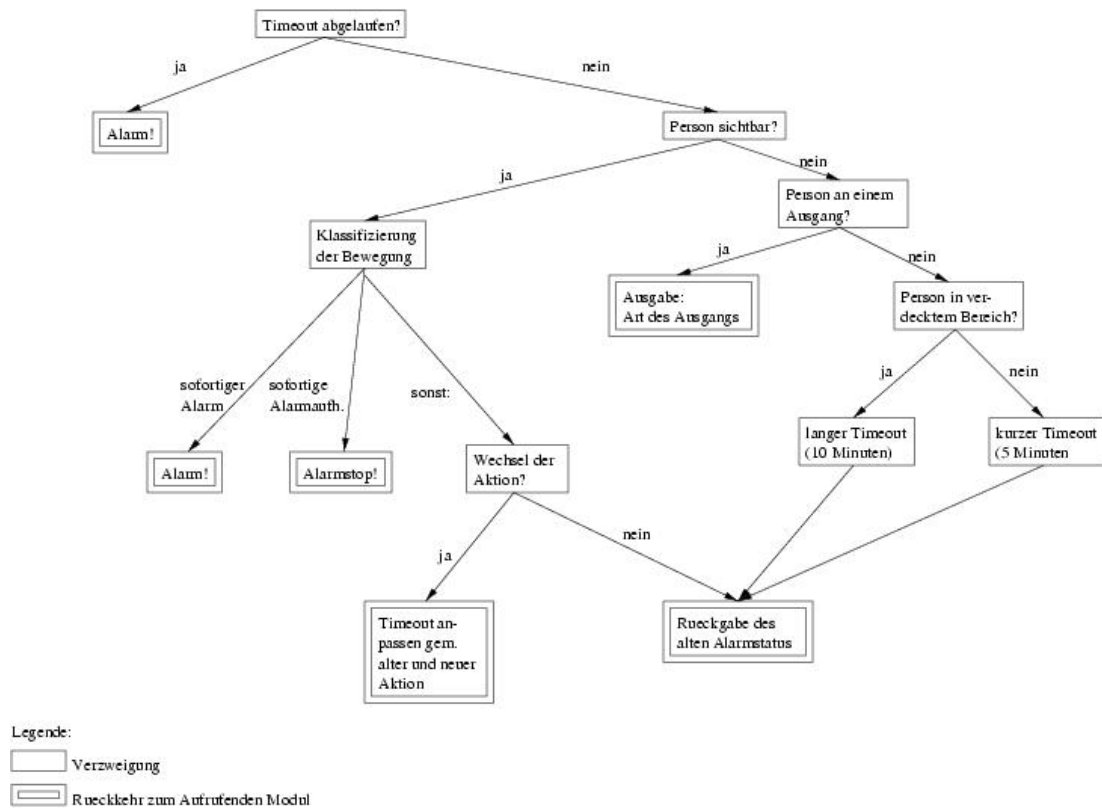 Timeout abgelaufen?
ja
nein
Alarm!
Person sichtbar?
ja
nein
Person an einem
Ausgang?
Klassifizierung
der Bewegung
ja
nein
Ausgabe:
Art des Ausgangs
Person in ver-
decktem Bereich?
sofortiger
Alarm
sofortige
Alarmaufh.
sonst:
ja
nein
langer Timeout
(10 Minuten)
kurzer Timeout
(5 Minuten
Alarm!
Alarmstop!
Wechsel der
Aktion?
ja
nein
Timeout an-
passen gem.
alter und neuer
Aktion
Rueckgabe des
alten Alarmstatus
Legende:
Verzweigung
Rueckkehr zum Aufrufenden Modul